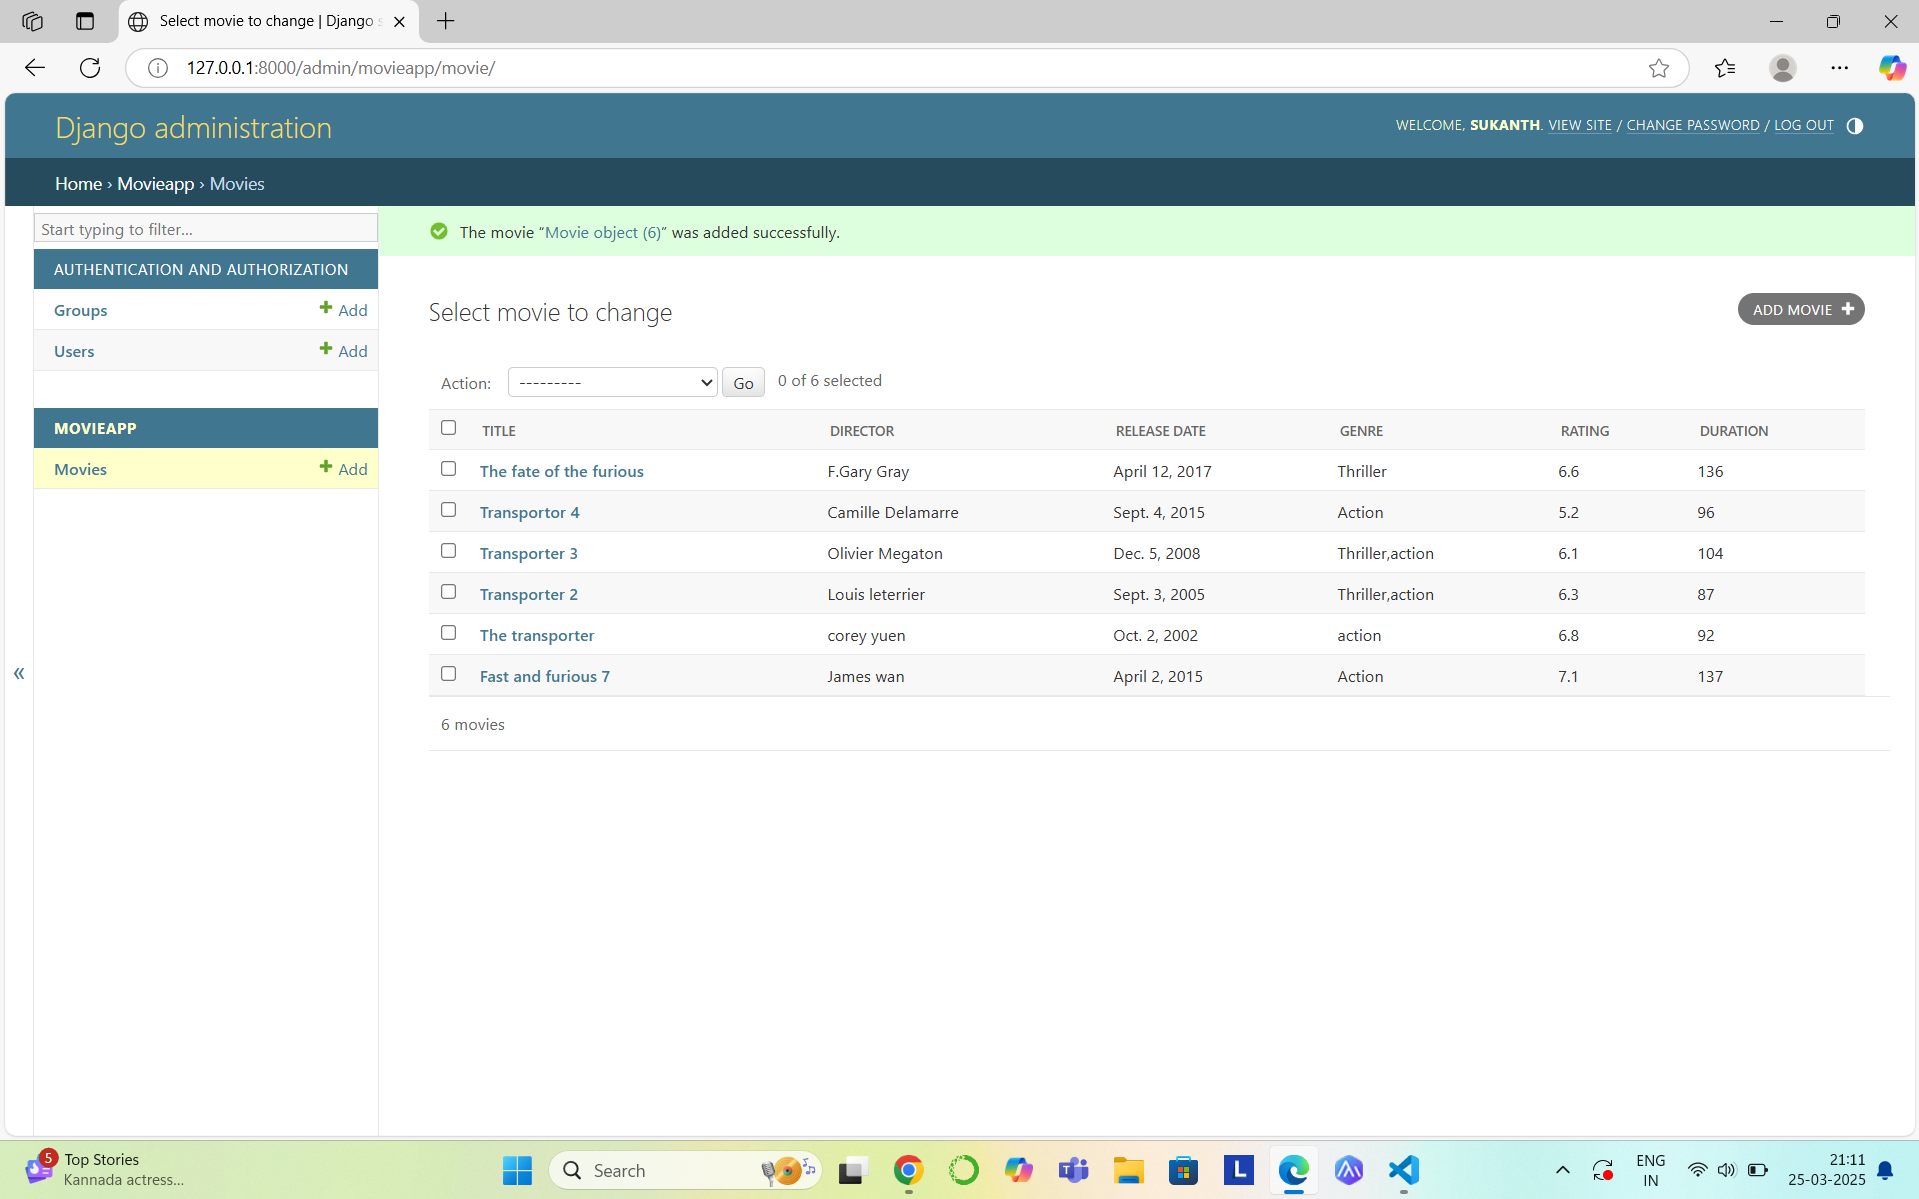 Select movie to change | Django s
127.0.0.1:8000/admin/movieapp/movie/
Django administration
WELCOME, SUKANTH. VIEW SITE / CHANGE PASSWORD / LOG OUT
Home › Movieapp › Movies
Start typing to filter...
The movie “Movie object (6)” was added successfully.
AUTHENTICATION AND AUTHORIZATION
Groups Add
Users Add
MOVIEAPP
Movies Add
«
Select movie to change
ADD MOVIE
Action: --------- Go 0 of 6 selected
TITLE DIRECTOR RELEASE DATE GENRE RATING DURATION
The fate of the furious F.Gary Gray April 12, 2017 Thriller 6.6 136
Transportor 4 Camille Delamarre Sept. 4, 2015 Action 5.2 96
Transporter 3 Olivier Megaton Dec. 5, 2008 Thriller,action 6.1 104
Transporter 2 Louis leterrier Sept. 3, 2005 Thriller,action 6.3 87
The transporter corey yuen Oct. 2, 2002 action 6.8 92
Fast and furious 7 James wan April 2, 2015 Action 7.1 137
6 movies
5
Top Stories
Kannada actress...
Search
L
ENG
IN
21:11
25-03-2025